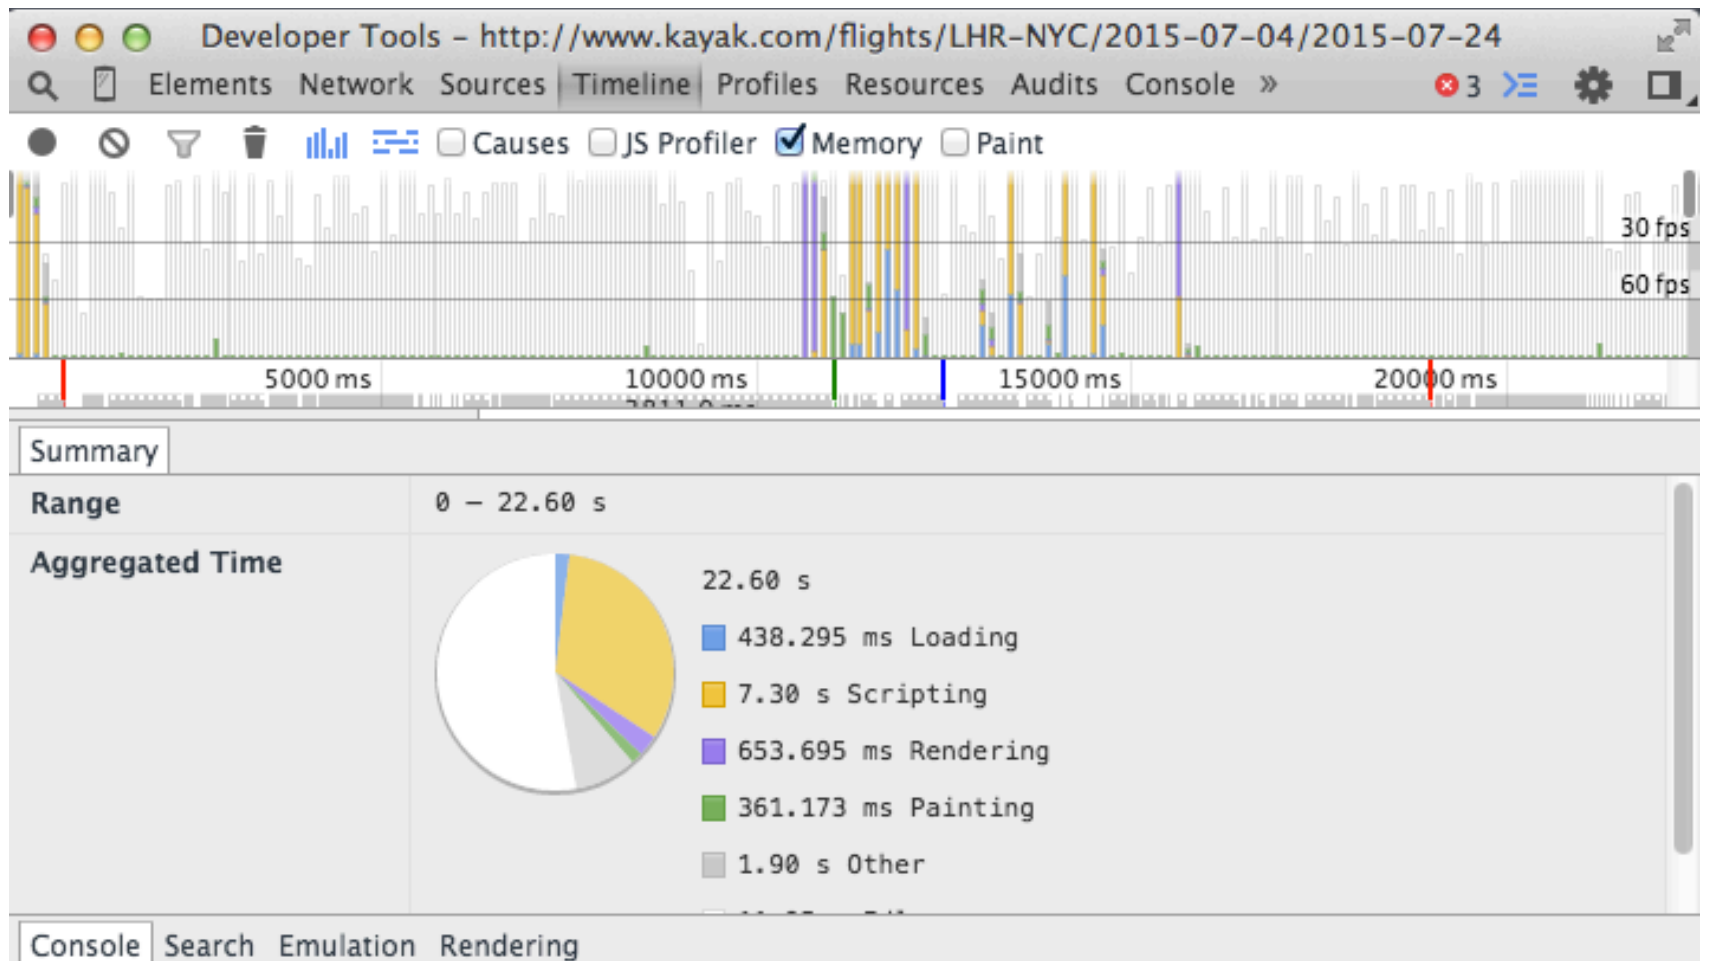 Developer Tools - http://www.kayak.com/flights/LHR-NYC/2015-07-04/2015-07-24
Elements Network Sources Timeline Profiles Resources Audits Console » 3
Causes JS Profiler Memory Paint
30 fps
60 fps
5000 ms 10000 ms 15000 ms 20000 ms
Summary
Range 0 – 22.60 s
Aggregated Time
22.60 s
438.295 ms Loading
7.30 s Scripting
653.695 ms Rendering
361.173 ms Painting
1.90 s Other
Console Search Emulation Rendering